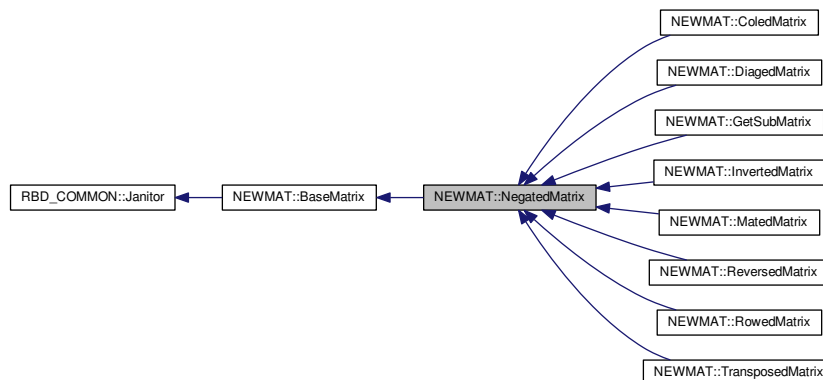 NEWMAT::ColedMatrix
NEWMAT::DiagedMatrix
NEWMAT::GetSubMatrix
NEWMAT::InvertedMatrix
RBD_COMMON::Janitor
NEWMAT::BaseMatrix
NEWMAT::NegatedMatrix
NEWMAT::MatedMatrix
NEWMAT::ReversedMatrix
NEWMAT::RowedMatrix
NEWMAT::TransposedMatrix